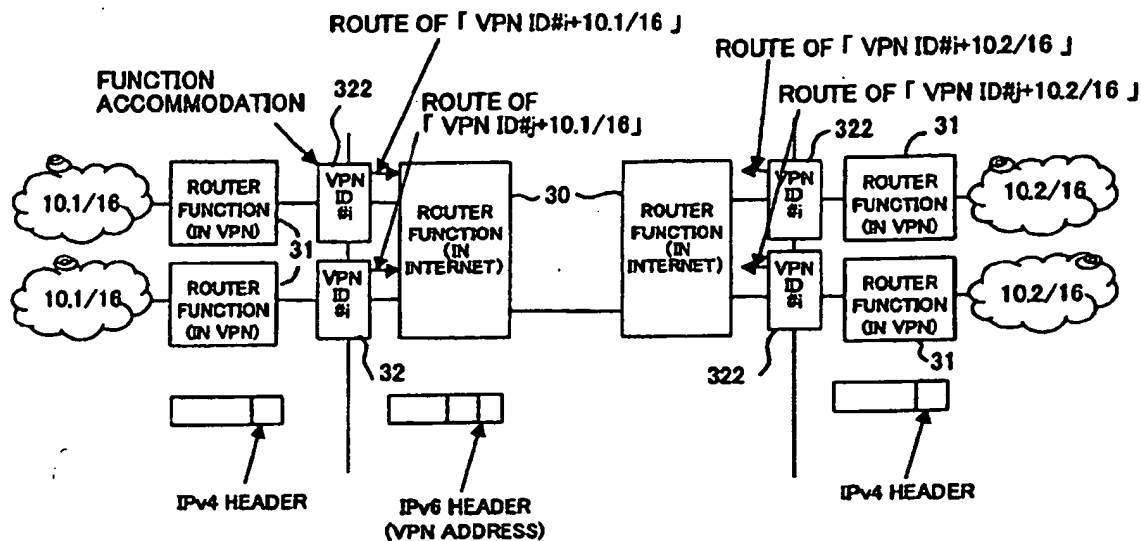 ROUTE OF「 VPN ID#i+10.1/16 」
ROUTE OF「 VPN ID#i+10.2/16 」
FUNCTION
ACCOMMODATION
322
ROUTE OF
「 VPN ID#j+10.1/16」
ROUTE OF「 VPN ID#j+10.2/16 」
322
31
10.1/16
ROUTER
FUNCTION
(IN VPN)
VPN
ID
#i
31
ROUTER
FUNCTION
(IN
INTERNET)
30
ROUTER
FUNCTION
(IN
INTERNET)
VPN
ID
#i
ROUTER
FUNCTION
(IN VPN)
10.2/16
10.1/16
ROUTER
FUNCTION
(IN VPN)
VPN
ID
#i
32
VPN
ID
#i
322
ROUTER
FUNCTION
(IN VPN)
31
10.2/16
IPv4 HEADER
IPv6 HEADER
(VPN ADDRESS)
IPv4 HEADER